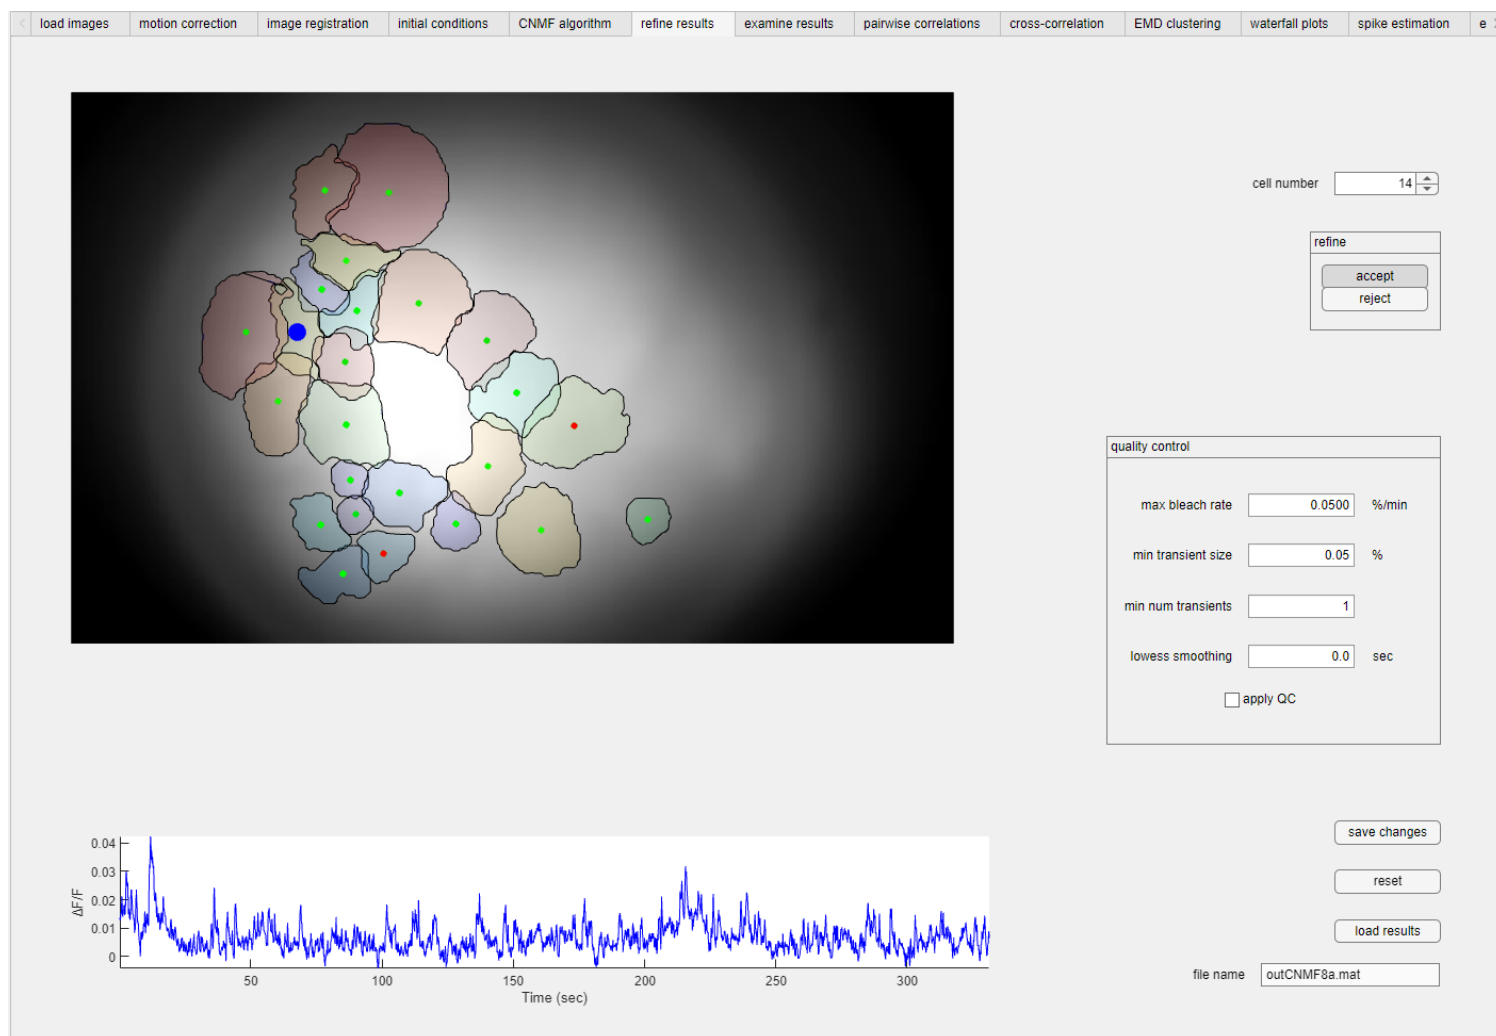 load images motion correction image registration initial conditions CNMF algorithm refine results examine results pairwise correlations cross-correlation EMD clustering waterfall plots spike estimation e
cell number 14
refine
accept
reject
quality control
max bleach rate 0.0500 %/min
min transient size 0.05 %
min num transients 1
lowess smoothing 0.0 sec
apply QC
save changes
reset
load results
file name outCNMF8a.mat
0.04
0.03
0.02
0.01
0
ΔF/F
50 100 150 200 250 300
Time (sec)